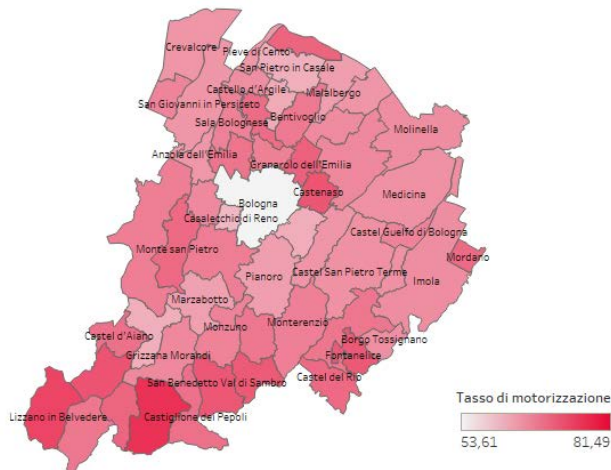 Crevalcore
Pieve di Cento
San Pietro in Casale
Castello d'Argile
Malalbergo
San Giovanni in Persiceto
Bentivoglio
Sala Bolognese
Molinella
Anzola dell'Emilia
Granarolo dell'Emilia
Castenaso
Medicina
Bologna
Casalecchio di Reno
Castel Guelfo di Bologna
Monte san Pietro
Mordano
Pianoro
Castel San Pietro Terme
Imola
Marzabotto
Castel d'Aiano
Monzuno
Monterenzio
Borgo Tossignano
Grizzana Morandi
Fontanelice
San Benedetto Val di Sambro
Castel del Rio
Lizzano in Belvedere
Castiglione dei Pepoli
Tasso di motorizzazione
53,61 81,49